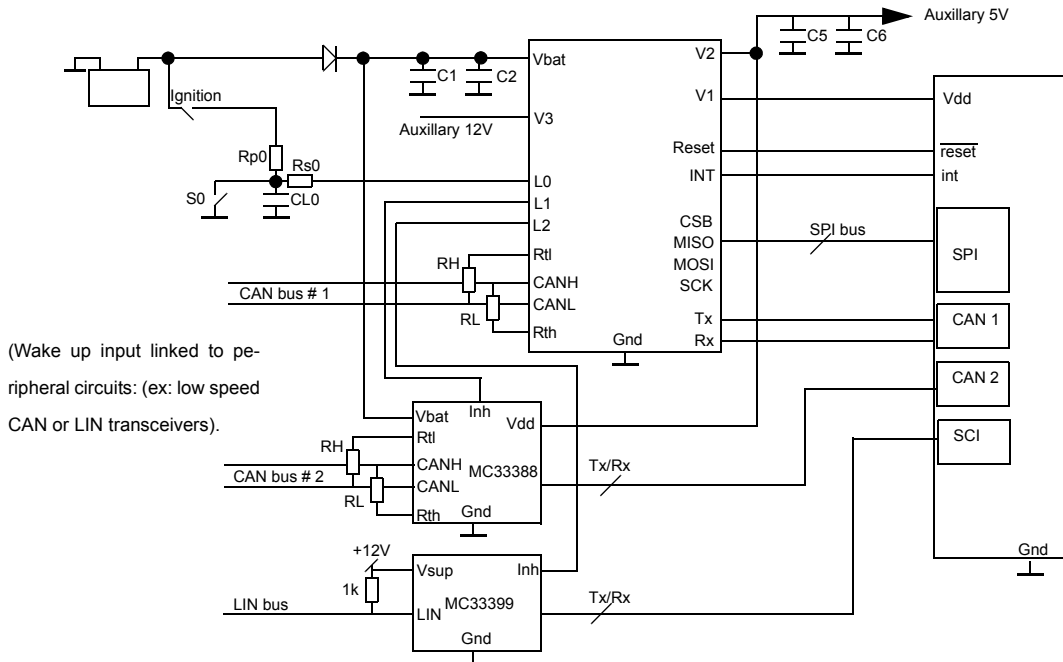 Auxillary 5V
C5
C6
V2
Vbat
C1
C2
Vdd
V1
Ignition
V3
Auxillary 12V
Reset
reset
Rp0
Rs0
INT
int
L0
S0
CL0
L1
L2
CSB
SPI bus
MISO
SPI
Rtl
MOSI
RH
CANH
SCK
CAN bus # 1
CANL
RL
Tx
CAN 1
Rth
Gnd
Rx
(Wake up input linked to pe-
ripheral circuits: (ex: low speed
CAN or LIN transceivers).
CAN 2
Inh
Vbat
Vdd
Rtl
SCI
RH
CANH
MC33388
Tx/Rx
CAN bus # 2
CANL
RL
Rth
Gnd
Gnd
+12V
Vsup
Inh
1k
LIN bus
LIN
MC33399
Tx/Rx
Gnd